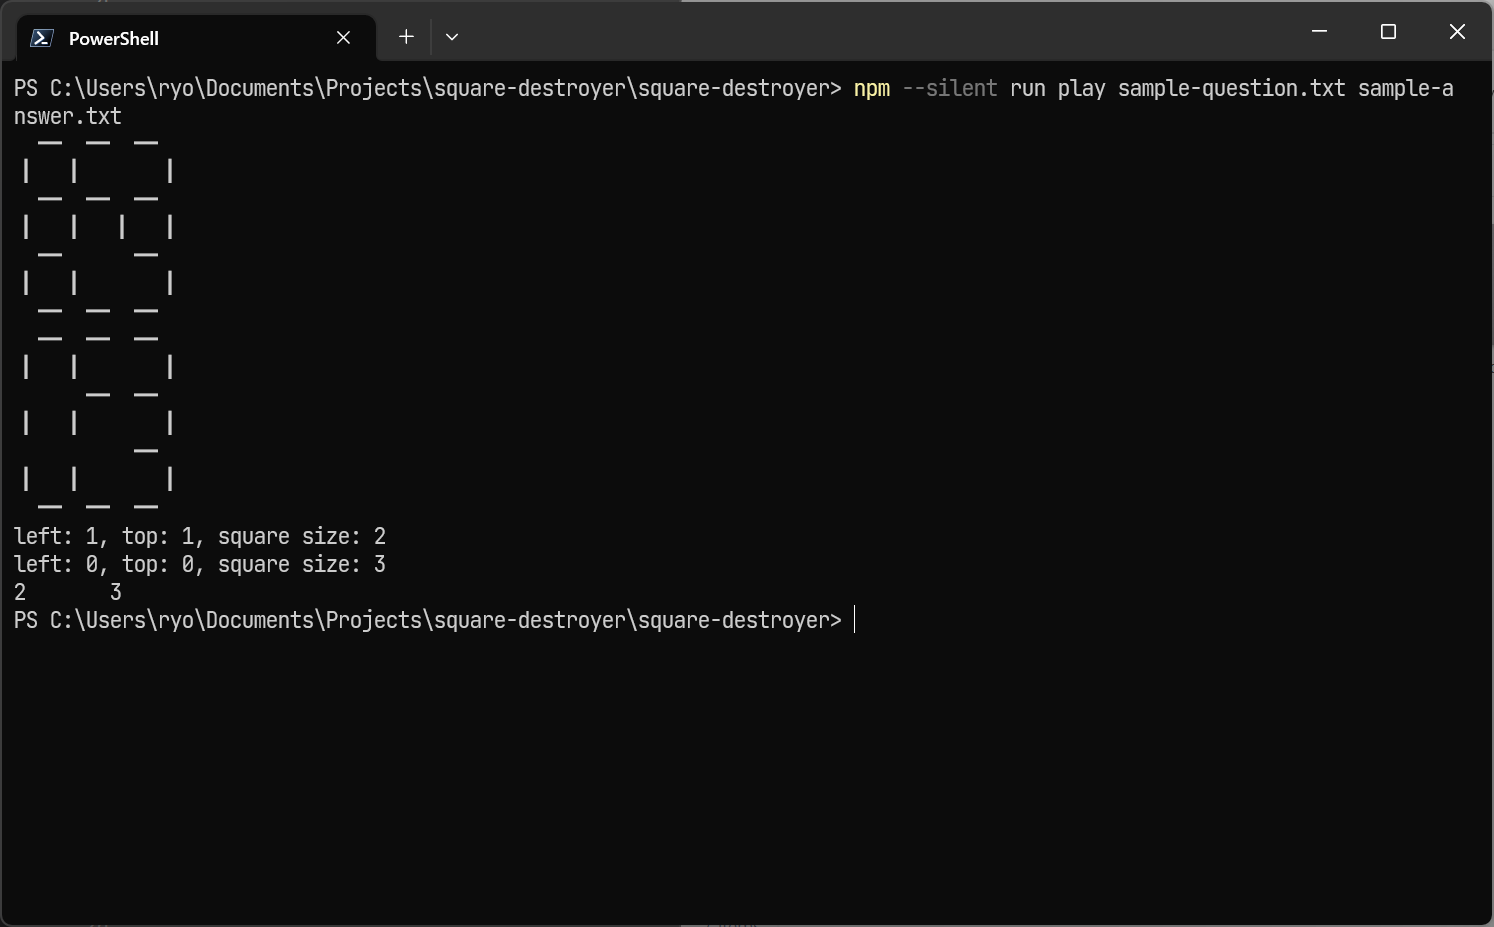 PowerShell
PS C:\Users\ryo\Documents\Projects\square-destroyer\square-destroyer> npm --silent run play sample-question.txt sample-a
nswer.txt
  — — —
|  |     |
  — — —
|  |  |  |
  —    —
|  |     |
  — — —
  — — —
|  |     |
     — —
|  |     |
        —
|  |     |
  — — —
left: 1, top: 1, square size: 2
left: 0, top: 0, square size: 3
2       3
PS C:\Users\ryo\Documents\Projects\square-destroyer\square-destroyer>